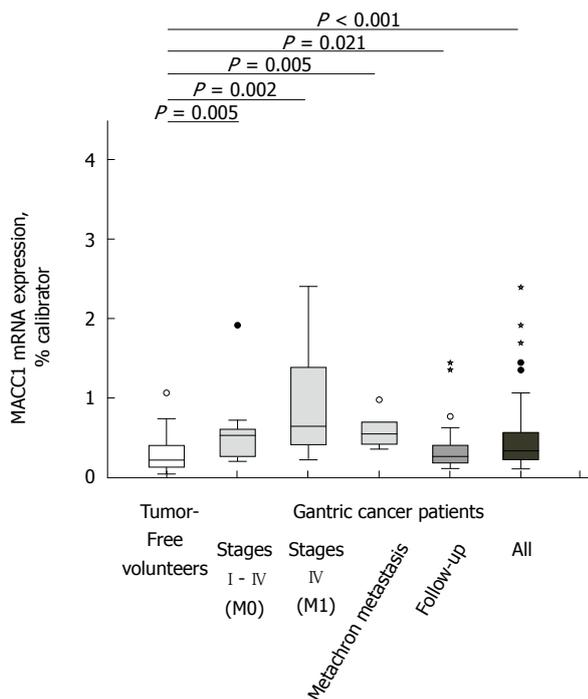 P < 0.001
P = 0.021
P = 0.005
P = 0.002
P = 0.005
4
3
2
1
0
MACC1 mRNA expression,
% calibrator
Tumor-
Free
volunteers
Gantric cancer patients
Stages
I - IV
(M0)
Stages
IV
(M1)
Metachron metastasis
Follow-up
All